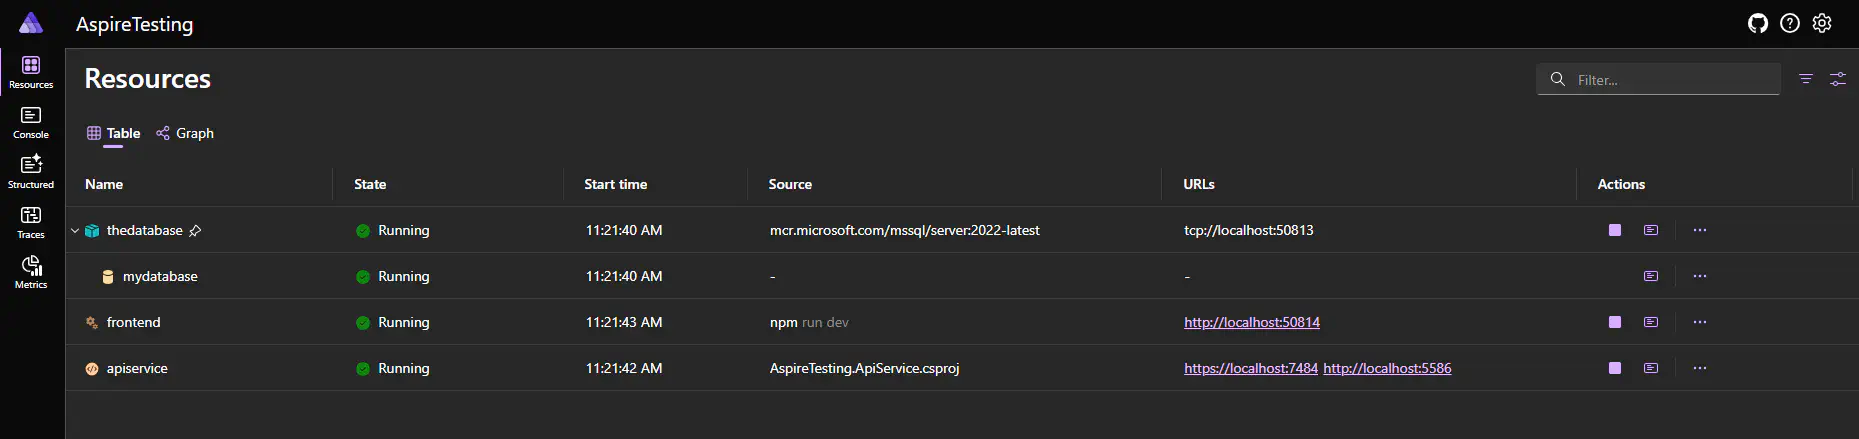 AspireTesting
Resources
Console
Structured
Traces
Metrics
Resources
Filter...
Table Graph
Name State Start time Source URLs Actions
thedatabase Running 11:21:40 AM mcr.microsoft.com/mssql/server:2022-latest tcp://localhost:50813
mydatabase Running 11:21:40 AM - -
frontend Running 11:21:43 AM npm run dev http://localhost:50814
apiservice Running 11:21:42 AM AspireTesting.ApiService.csproj https://localhost:7484 http://localhost:5586